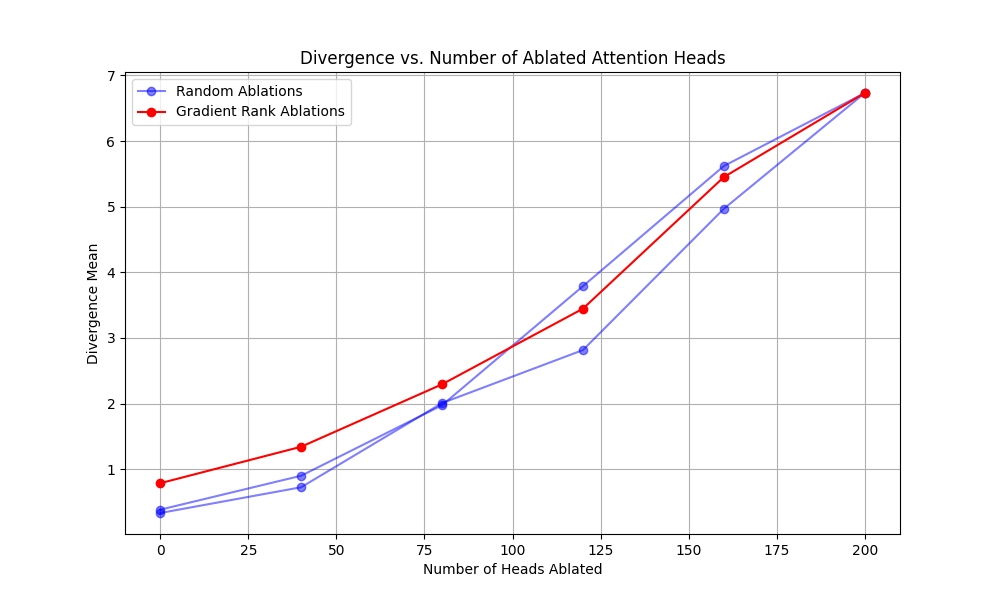 Divergence vs. Number of Ablated Attention Heads
Random Ablations
Gradient Rank Ablations
7
6
5
4
3
2
1
Divergence Mean
0 25 50 75 100 125 150 175 200
Number of Heads Ablated